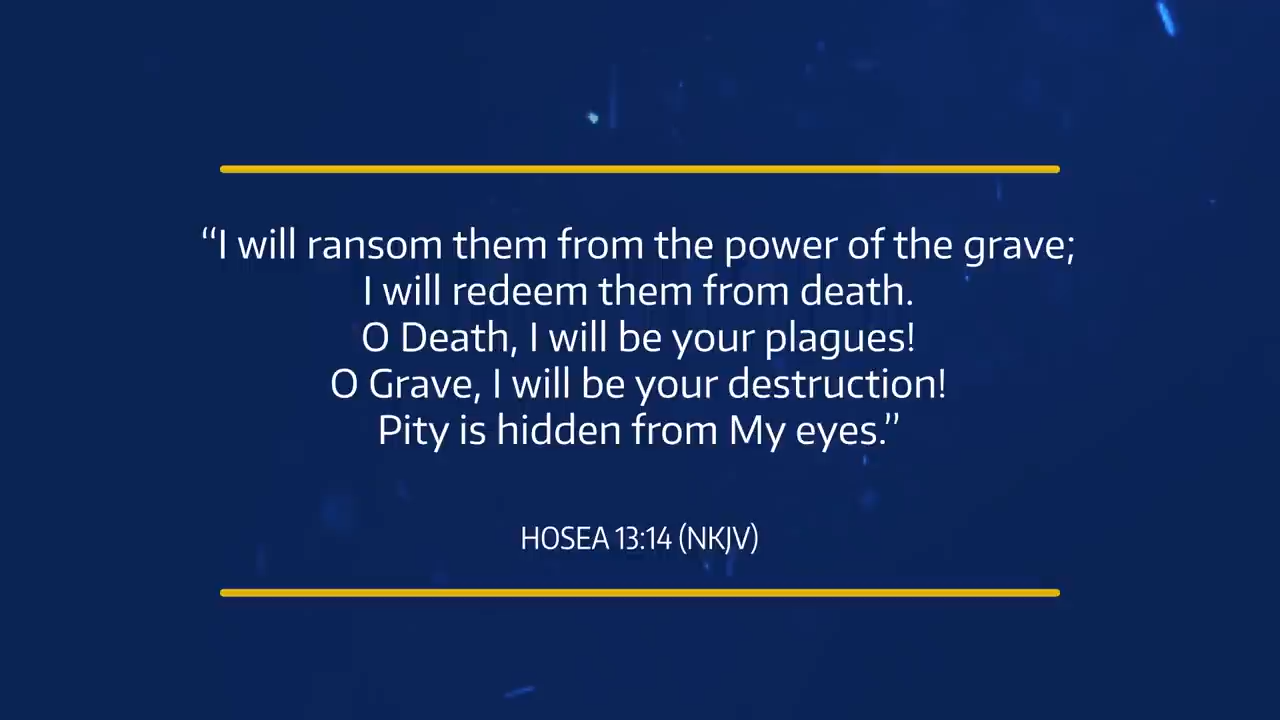 “I will ransom them from the power of the grave;
I will redeem them from death.
O Death, I will be your plagues!
O Grave, I will be your destruction!
Pity is hidden from My eyes.”
HOSEA 13:14 (NKJV)